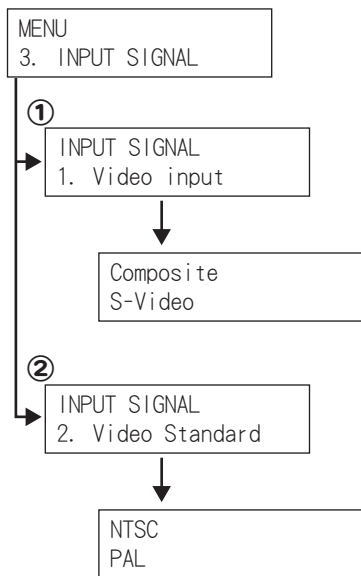 MENU
3. INPUT SIGNAL
①
INPUT SIGNAL
1. Video input
Composite
S-Video
②
INPUT SIGNAL
2. Video Standard
NTSC
PAL